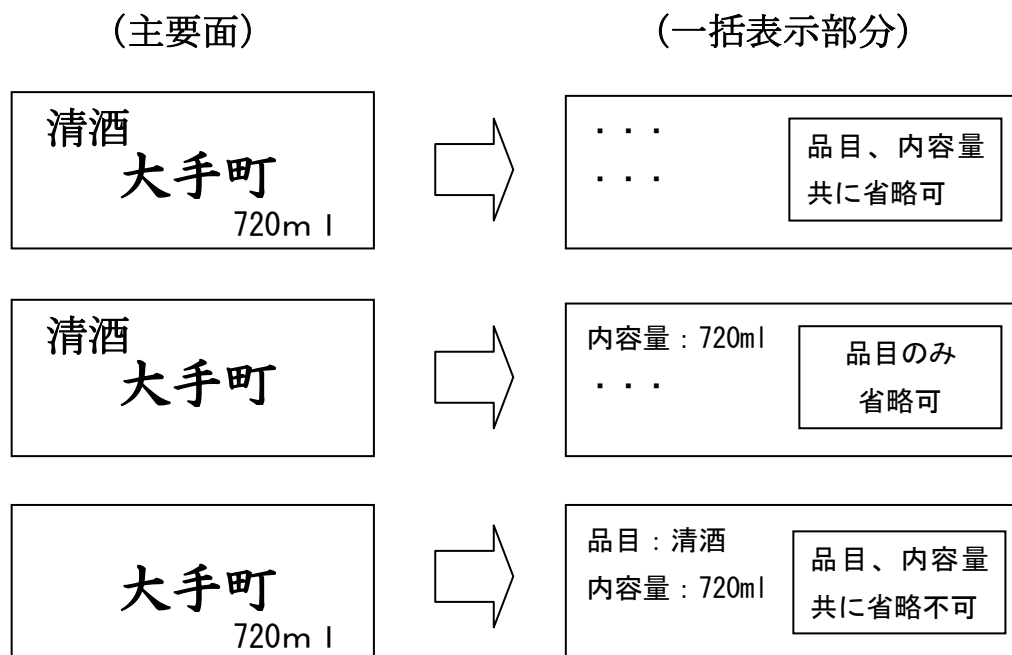 （主要面）
（一括表示部分）
清酒
大手町
720ｍｌ
・・・
・・・
品目、内容量
共に省略可
清酒
大手町
内容量：720ml
・・・
品目のみ
省略可
大手町
720ｍｌ
品目：清酒
内容量：720ml
品目、内容量
共に省略不可